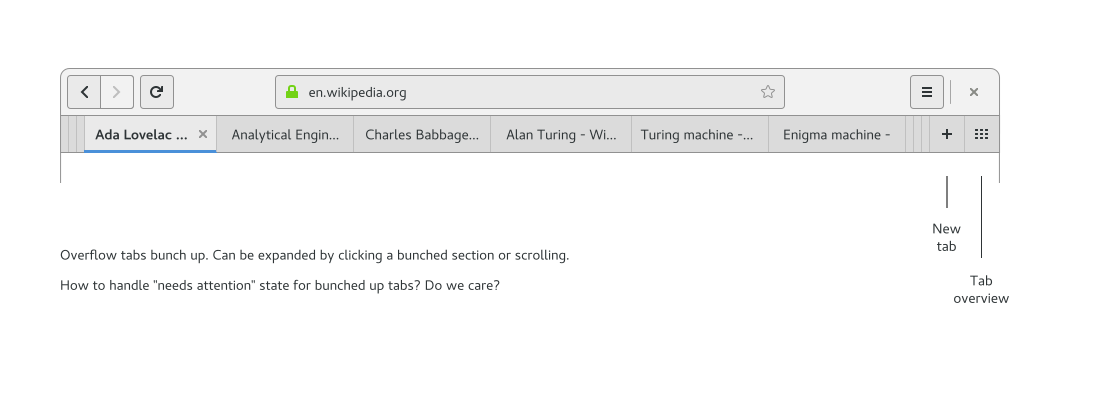 en.wikipedia.org
Ada Lovelac ... Analytical Engin... Charles Babbage... Alan Turing - Wi... Turing machine -... Enigma machine -
New
tab
Overflow tabs bunch up. Can be expanded by clicking a bunched section or scrolling.
How to handle "needs attention" state for bunched up tabs? Do we care?
Tab
overview